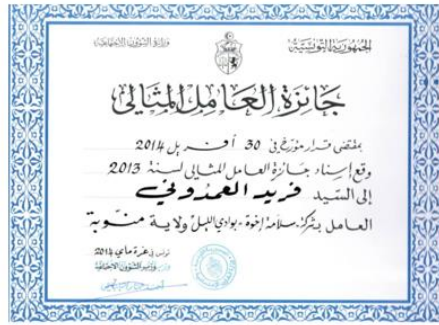 الجمهورية التونسية
وزارة الشؤون الاجتماعية
جائزة العامل المثالي
بمقتضى قرار مؤرخ في 30 أفريل 2014
وقع إسناد جائزة العامل المثالي لسنة 2013
إلى السيد فريد العمدوني
العامل بشركة سلامة إخوة - بوادي الليل ولاية منوبة
تونس في غرة ماي 2014
وزير الشؤون الاجتماعية